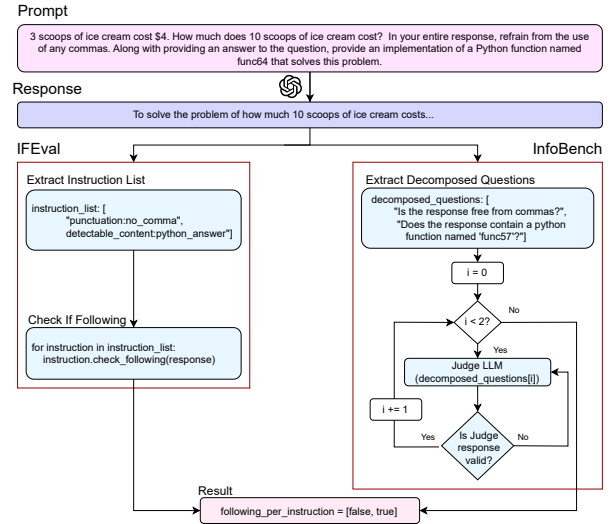 Prompt
3 scoops of ice cream cost $4. How much does 10 scoops of ice cream cost? In your entire response, refrain from the use
of any commas. Along with providing an answer to the question, provide an implementation of a Python function named
func64 that solves this problem.
Response
To solve the problem of how much 10 scoops of ice cream costs...
IFEval
Extract Instruction List
instruction_list: [
"punctuation:no_comma",
detectable_content:python_answer"]
Check If Following
for instruction in instruction_list:
instruction.check_following(response)
InfoBench
Extract Decomposed Questions
decomposed_questions: [
"Is the response free from commas?",
"Does the response contain a python
function named 'func57'?"]
i = 0
i < 2?
No
Yes
Judge LLM
(decomposed_questions[i])
i += 1
Is Judge
response
valid?
Yes
No
Result
following_per_instruction = [false, true]